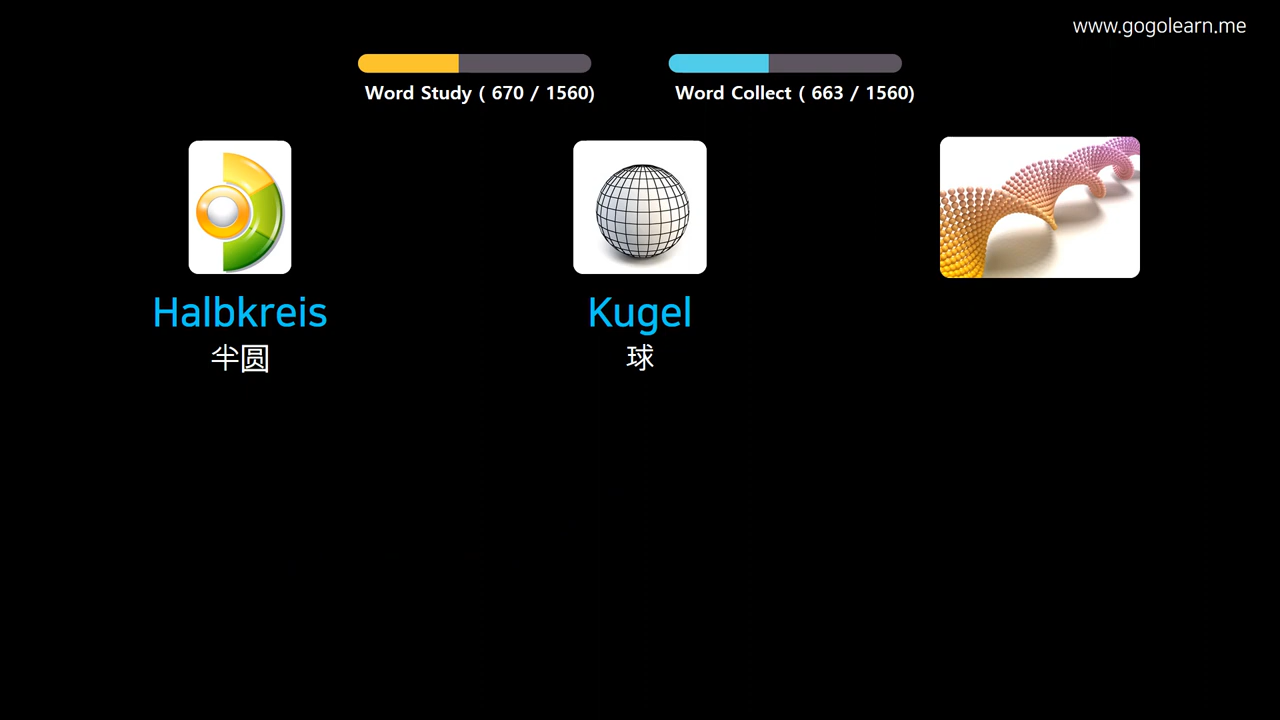 www.gogolearn.me
Word Study ( 670 / 1560)
Word Collect ( 663 / 1560)
Halbkreis
半圆
Kugel
球